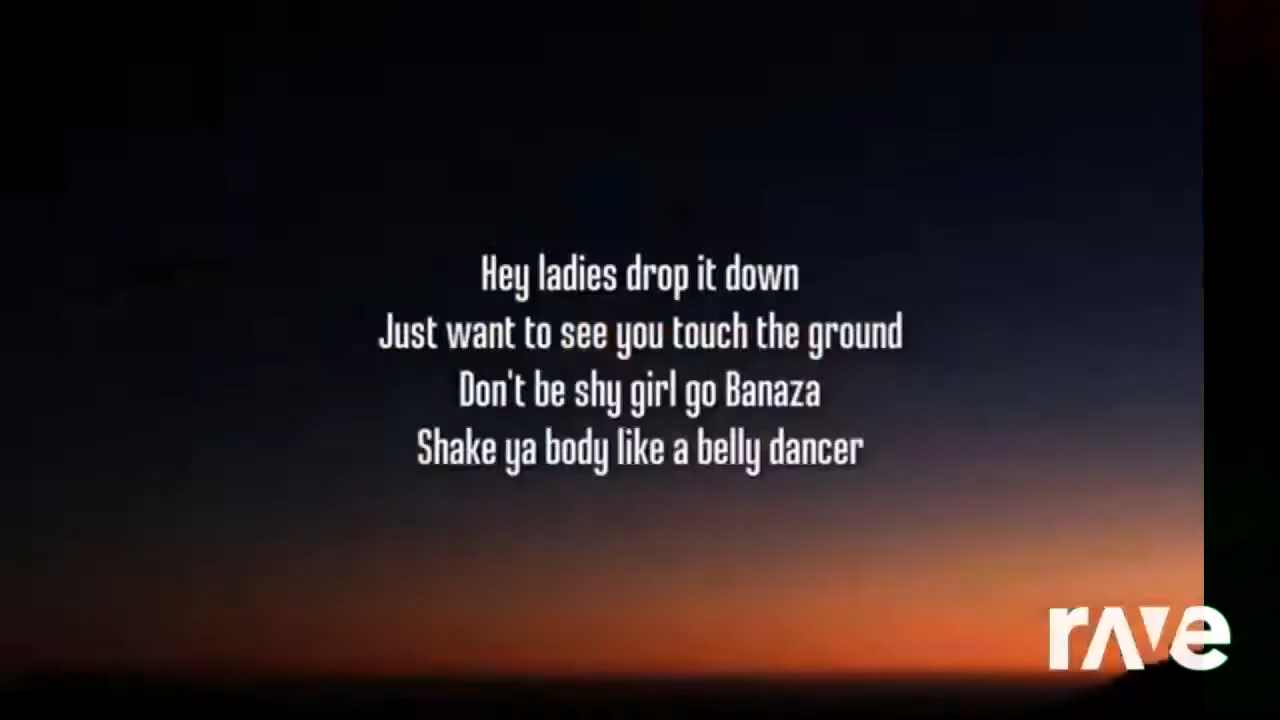 Hey ladies drop it down
Just want to see you touch the ground
Don't be shy girl go Banaza
Shake ya body like a belly dancer
rave